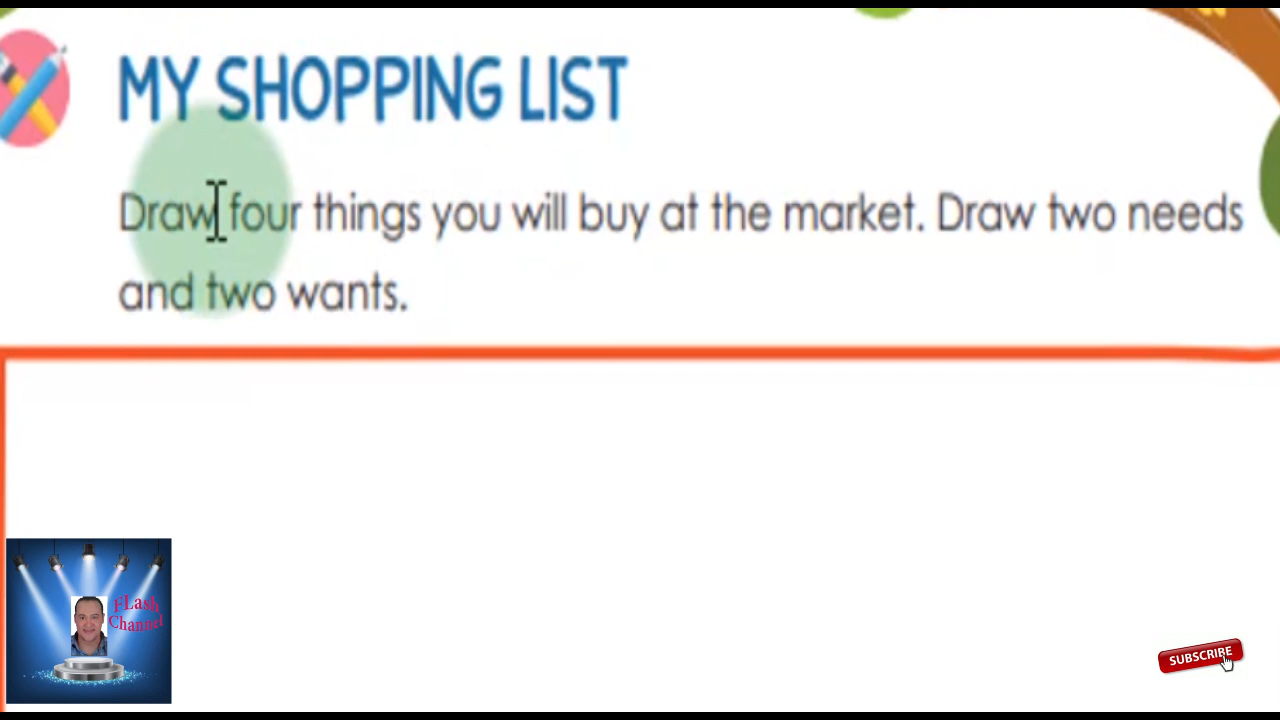 MY SHOPPING LIST
Draw four things you will buy at the market. Draw two needs
and two wants.
FLash
Channel
SUBSCRIBE